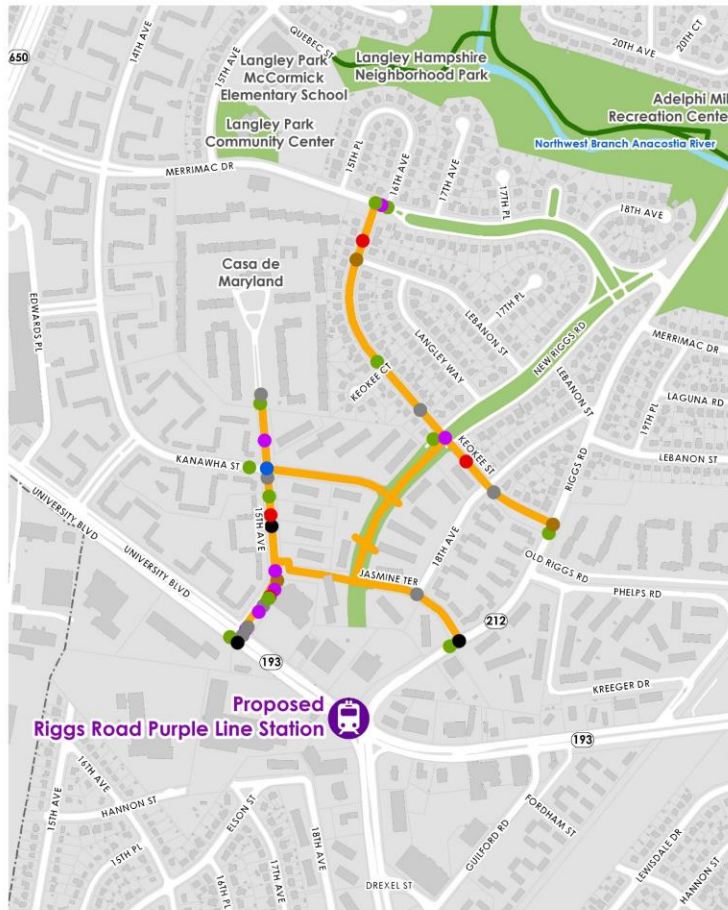 650
14TH AVE
15TH AVE
QUEBEC ST
Langley Park
McCormick
Elementary School
Langley Hampshire
Neighborhood Park
20TH AVE
20TH CT
Adelphi Mil
Recreation Cente
Langley Park
Community Center
Northwest Branch Anacostia River
MERRIMAC DR
15TH PL
16TH AVE
17TH AVE
17TH PL
18TH AVE
Casa de
Maryland
EDWARDS PL
17TH PL
LEBANON ST
LANGLEY WAY
NEW RIGGS RD
MERRIMAC DR
KEOKEE CT
LEBANON ST
LAGUNA RD
19TH PL
KEOKEE ST
RIGGS RD
LEBANON ST
KANAWHA ST
UNIVERSITY BLVD
15TH AVE
UNIVERSITY BLVD
18TH AVE
JASMINE TER
OLD RIGGS RD
PHELPS RD
212
193
KREEGER DR
Proposed
Riggs Road Purple Line Station
193
15TH AVE
16TH AVE
HANNON ST
ELSON ST
FORDHAM ST
GUILFORD RD
15TH PL
18TH AVE
17TH AVE
16TH PL
LEWISDALE DR
HANNON ST
DREXEL ST